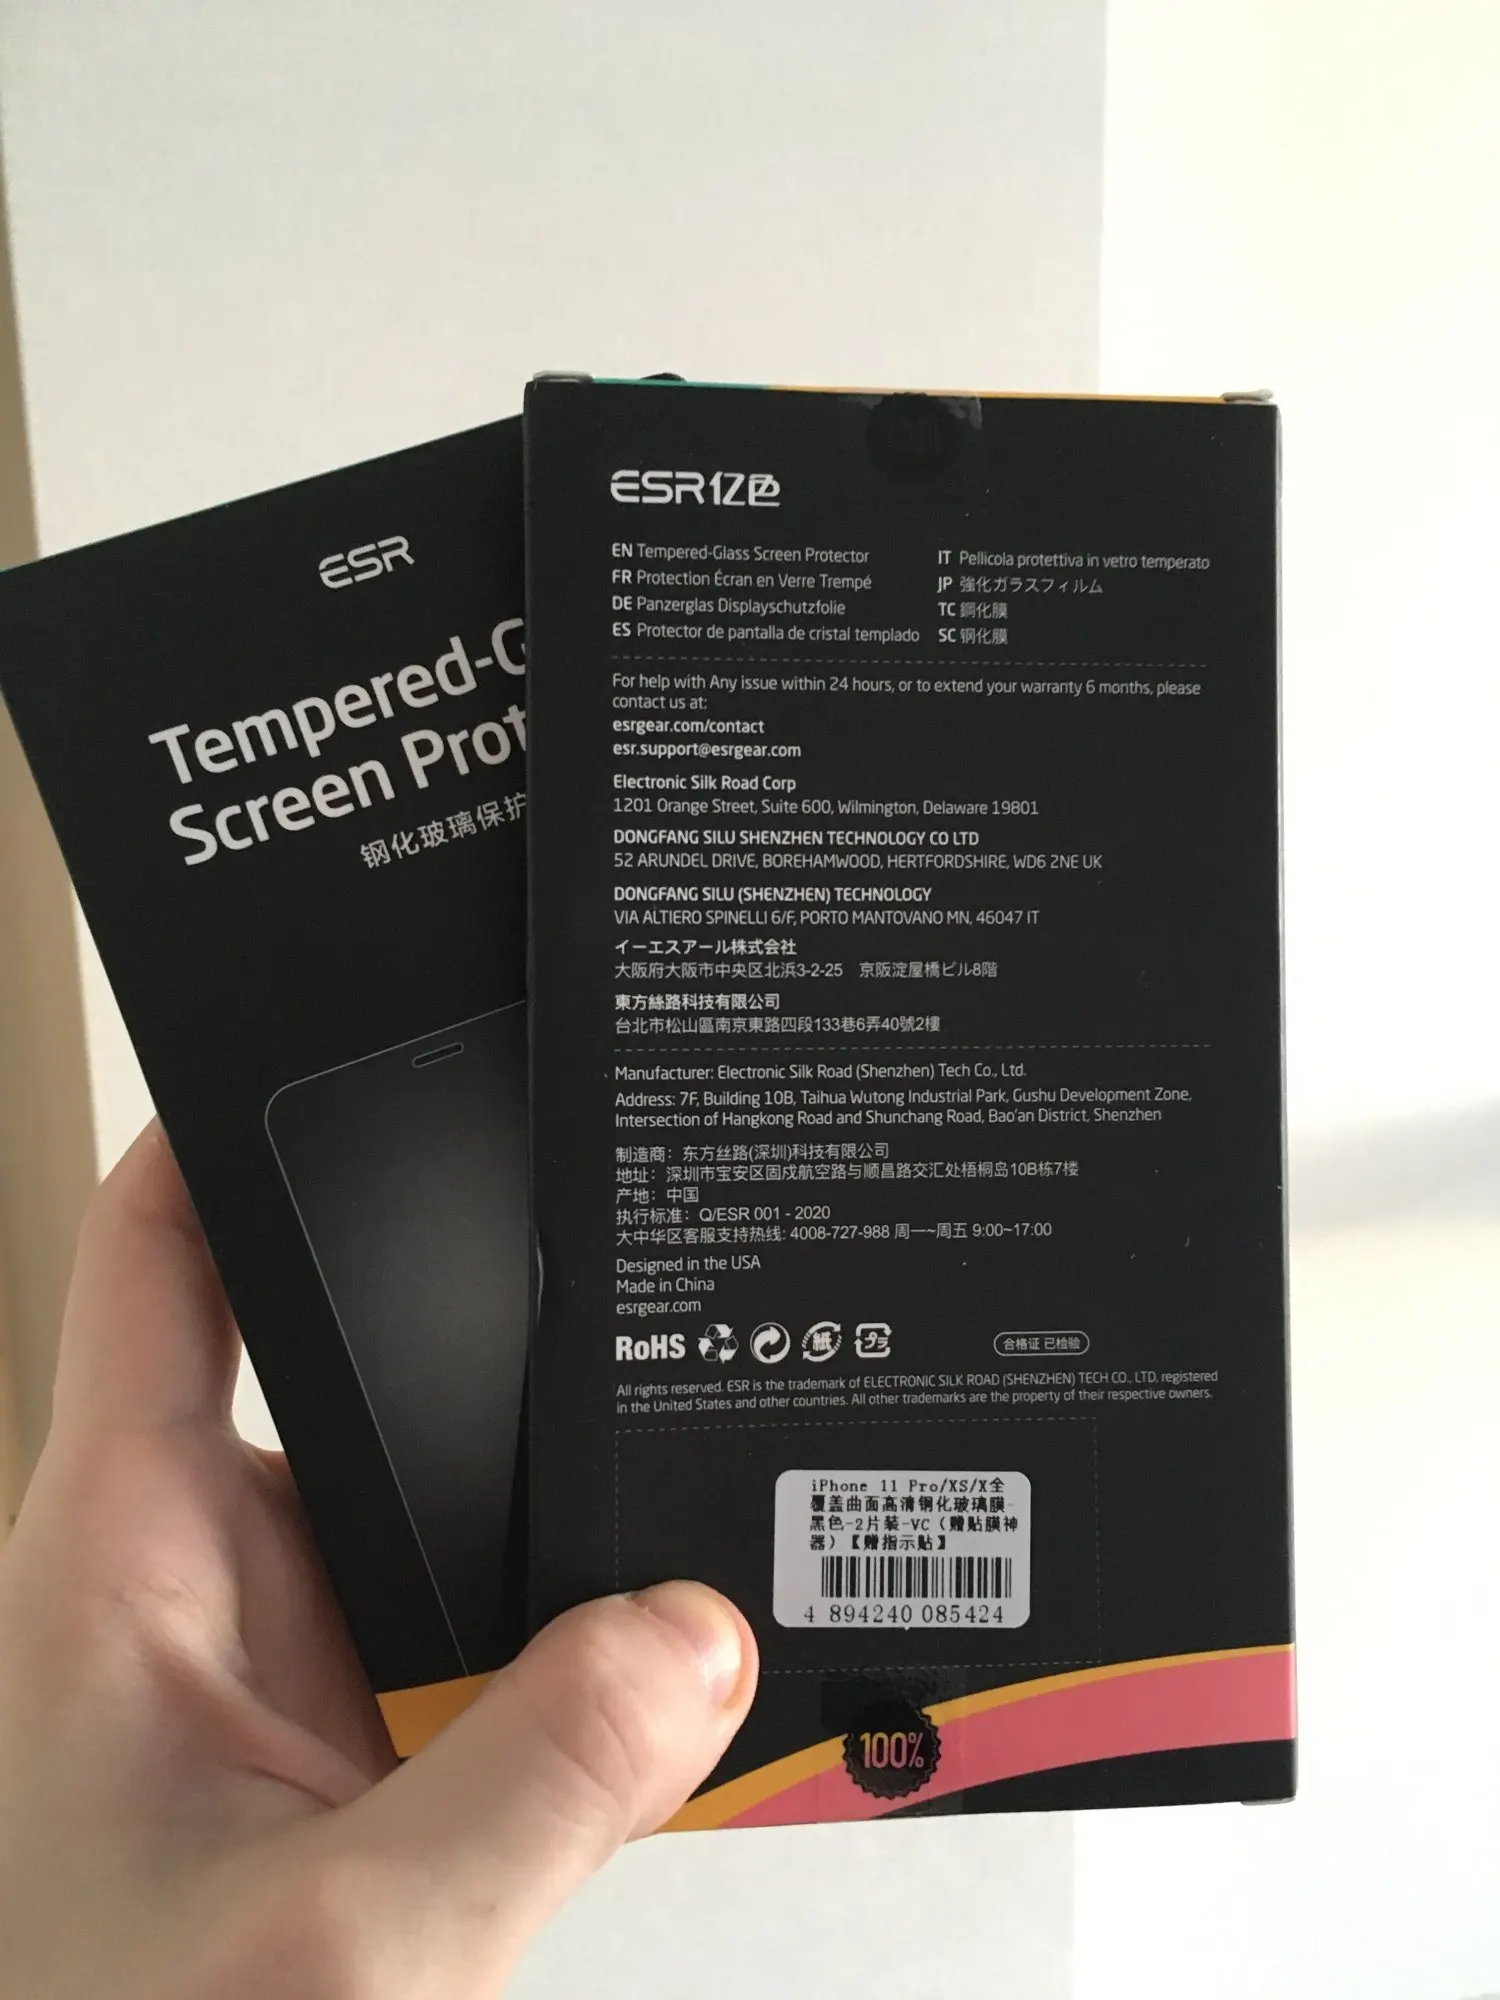 ESR
Tempered-G
Screen Prot
钢化玻璃保护
ESR亿色
EN Tempered-Glass Screen Protector
FR Protection Écran en Verre Trempé
DE Panzerglas Displayschutzfolie
ES Protector de pantalla de cristal templado
IT Pellicola protettiva in vetro temperato
JP 強化ガラスフィルム
TC 鋼化膜
SC 钢化膜
For help with Any issue within 24 hours, or to extend your warranty 6 months, please
contact us at:
esrgear.com/contact
esr.support@esrgear.com
Electronic Silk Road Corp
1201 Orange Street, Suite 600, Wilmington, Delaware 19801
DONGFANG SILU SHENZHEN TECHNOLOGY CO LTD
52 ARUNDEL DRIVE, BOREHAMWOOD, HERTFORDSHIRE, WD6 2NE UK
DONGFANG SILU (SHENZHEN) TECHNOLOGY
VIA ALTIERO SPINELLI 6/F, PORTO MANTOVANO MN, 46047 IT
イーエスアール株式会社
大阪府大阪市中央区北浜3-2-25 京阪淀屋橋ビル8階
東方絲路科技有限公司
台北市松山區南京東路四段133巷6弄40號2樓
Manufacturer: Electronic Silk Road (Shenzhen) Tech Co., Ltd.
Address: 7F, Building 10B, Taihua Wutong Industrial Park, Gushu Development Zone,
Intersection of Hangkong Road and Shunchang Road, Bao'an District, Shenzhen
制造商：东方丝路(深圳)科技有限公司
地址：深圳市宝安区固戍航空路与顺昌路交汇处梧桐岛10B栋7楼
产地：中国
执行标准：Q/ESR 001 - 2020
大中华区客服支持热线: 4008-727-988 周一~周五 9:00~17:00
Designed in the USA
Made in China
esrgear.com
RoHS 紙 プラ
合格证 已检验
All rights reserved. ESR is the trademark of ELECTRONIC SILK ROAD (SHENZHEN) TECH CO., LTD, registered
in the United States and other countries. All other trademarks are the property of their respective owners.
iPhone 11 Pro/XS/X全
覆盖曲面高清钢化玻璃膜-
黑色-2片装-VC（赠贴膜神
器）【赠指示贴】
4 894240 085424
100%